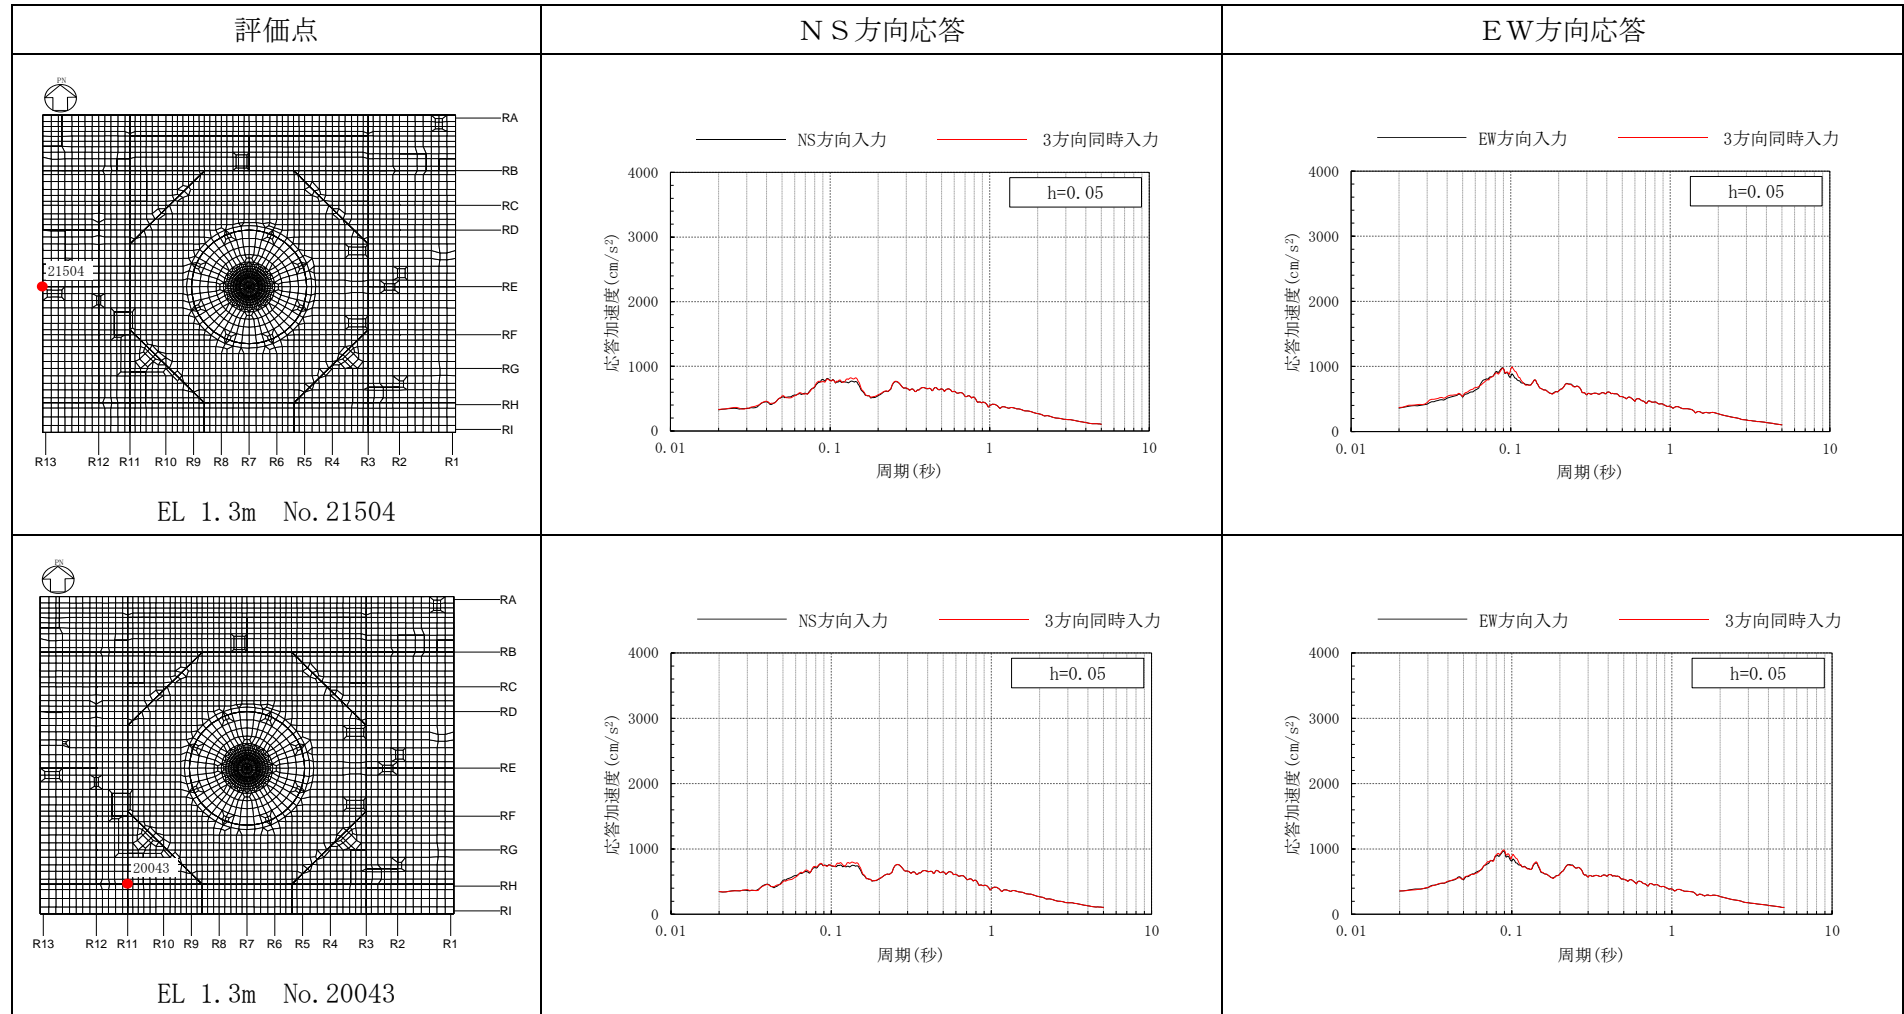 評価点
ＮＳ方向応答
ＥＷ方向応答
PN
RA
RB
RC
RD
21504
RE
RF
RG
RH
RI
R13 R12 R11 R10 R9 R8 R7 R6 R5 R4 R3 R2 R1
EL 1.3m No.21504
NS方向入力 3方向同時入力
4000
h=0.05
3000
2000
1000
0
応答加速度(cm/s²)
0.01 0.1 1 10
周期(秒)
EW方向入力 3方向同時入力
4000
h=0.05
3000
2000
1000
0
応答加速度(cm/s²)
0.01 0.1 1 10
周期(秒)
PN
RA
RB
RC
RD
RE
RF
RG
20043
RH
RI
R13 R12 R11 R10 R9 R8 R7 R6 R5 R4 R3 R2 R1
EL 1.3m No.20043
NS方向入力 3方向同時入力
4000
h=0.05
3000
2000
1000
0
応答加速度(cm/s²)
0.01 0.1 1 10
周期(秒)
EW方向入力 3方向同時入力
4000
h=0.05
3000
2000
1000
0
応答加速度(cm/s²)
0.01 0.1 1 10
周期(秒)